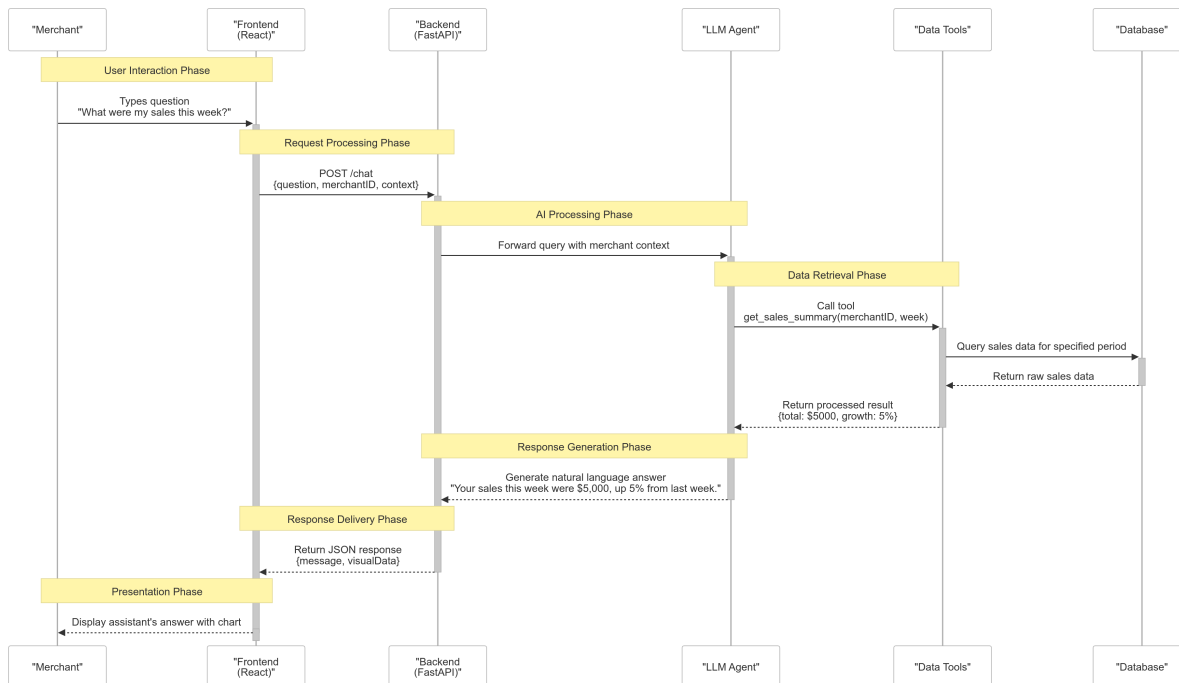 "Merchant"
"Frontend
(React)"
"Backend
(FastAPI)"
"LLM Agent"
"Data Tools"
"Database"
User Interaction Phase
Types question
"What were my sales this week?"
Request Processing Phase
POST /chat
{question, merchantID, context}
AI Processing Phase
Forward query with merchant context
Data Retrieval Phase
Call tool
get_sales_summary(merchantID, week)
Query sales data for specified period
Return raw sales data
Return processed result
{total: $5000, growth: 5%}
Response Generation Phase
Generate natural language answer
"Your sales this week were $5,000, up 5% from last week."
Response Delivery Phase
Return JSON response
{message, visualData}
Presentation Phase
Display assistant's answer with chart
"Merchant"
"Frontend
(React)"
"Backend
(FastAPI)"
"LLM Agent"
"Data Tools"
"Database"